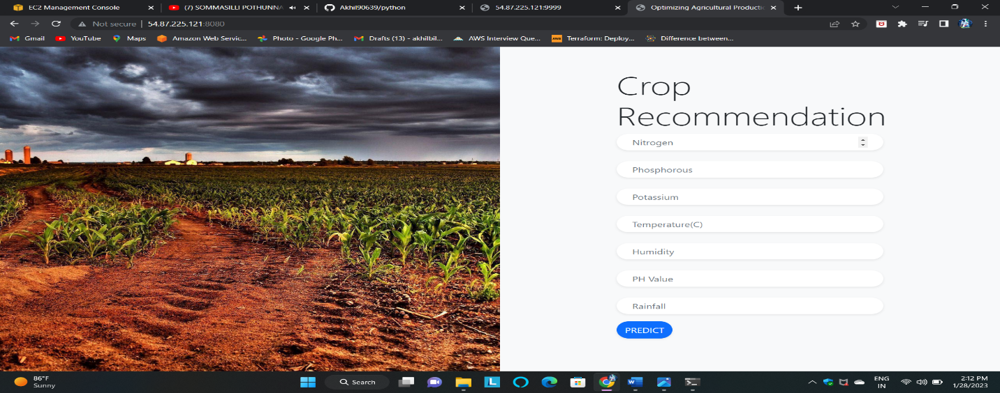 EC2 Management Console
(7) SOMMASILLI POTHUNNA
Akhil90639/python
54.87.225.121:9999
Optimizing Agricultural Producti
Not secure | 54.87.225.121:8080
Gmail
YouTube
Maps
Amazon Web Servic...
Photo - Google Ph...
Drafts (13) - akhilbil...
AWS Interview Que...
Terraform: Deploy...
Difference between...
Crop
Recommendation
Nitrogen
Phosphorous
Potassium
Temperature(C)
Humidity
PH Value
Rainfall
PREDICT
86°F
Sunny
Search
ENG
IN
2:12 PM
1/28/2023